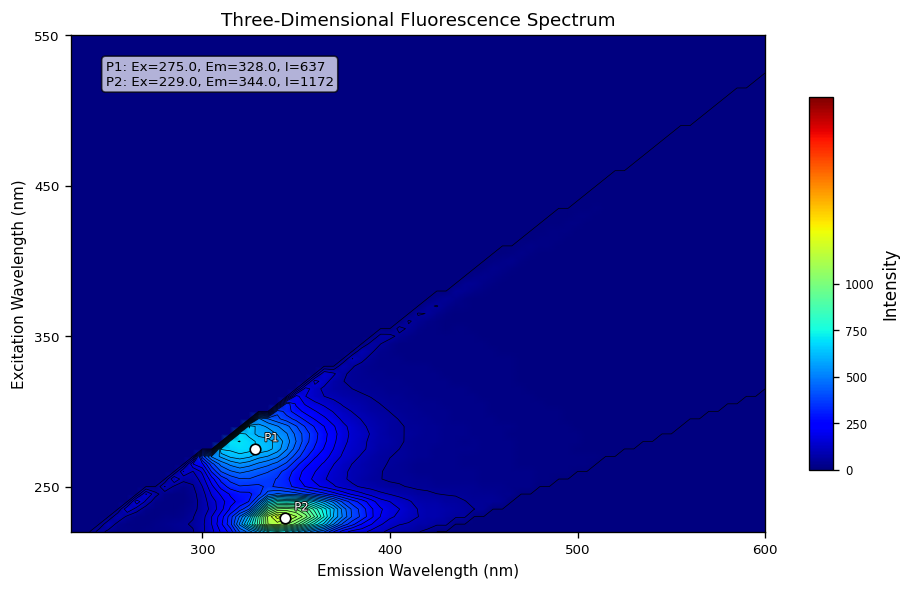 Three-Dimensional Fluorescence Spectrum
550
P1: Ex=275.0, Em=328.0, I=637
P2: Ex=229.0, Em=344.0, I=1172
450
Excitation Wavelength (nm)
350
250
P1
P2
300
400
500
600
Emission Wavelength (nm)
1000
750
500
250
0
Intensity